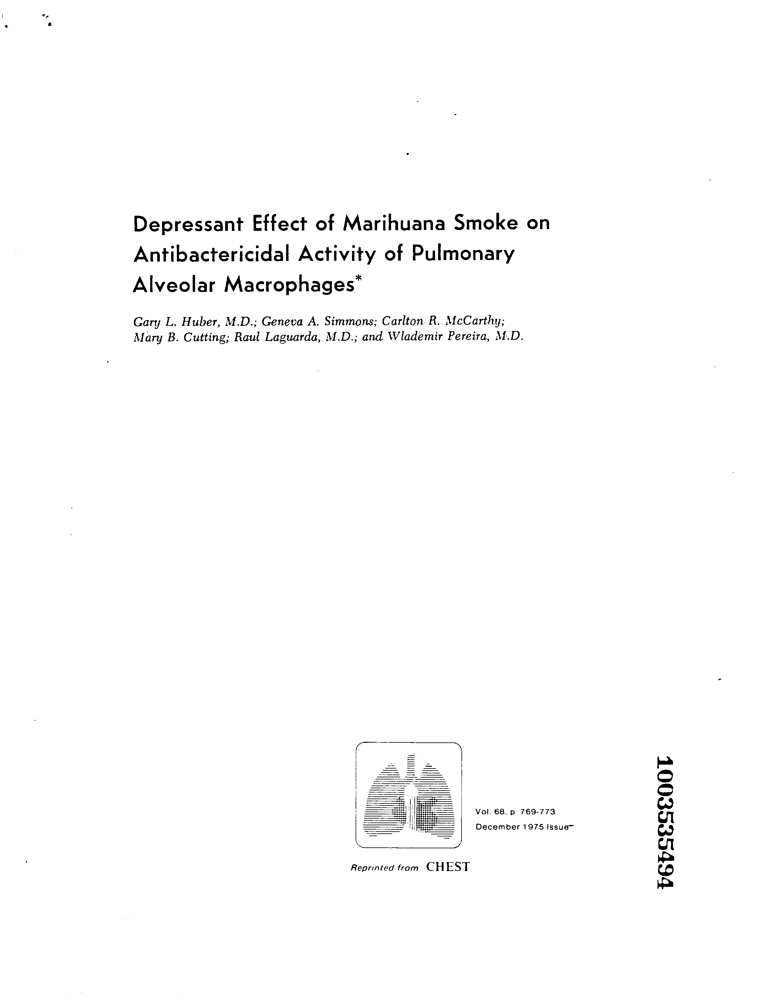 Depressant Effect of Marihuana Smoke on
Antibactericidal Activity of Pulmonary
Alveolar Macrophages*
Gary L. Huber, M.D.; Geneva A. Simmons; Carlton R. McCarthy;
Mary B. Cutting; Raul Laguarda, M.D.; and Wlademir Pereira, M.D.
Vol. 68, p 769-773
December 1975 Issue
Reprinted from CHEST
1003535494